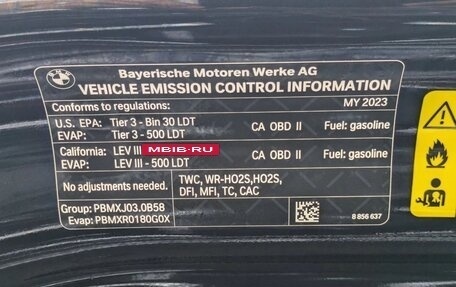 BMW
Bayerische Motoren Werke AG
VEHICLE EMISSION CONTROL INFORMATION
Conforms to regulations: MY 2023
U.S. EPA: Tier 3 - Bin 30 LDT CA OBD II Fuel: gasoline
EVAP: Tier 3 - 500 LDT
California: LEV III MEIB-RU CA OBD II Fuel: gasoline
EVAP: LEV III - 500 LDT
No adjustments needed. TWC, WR-HO2S,HO2S,
DFI, MFI, TC, CAC
Group: PBMXJ03.0B58
Evap: PBMXR0180G0X
8 856 637